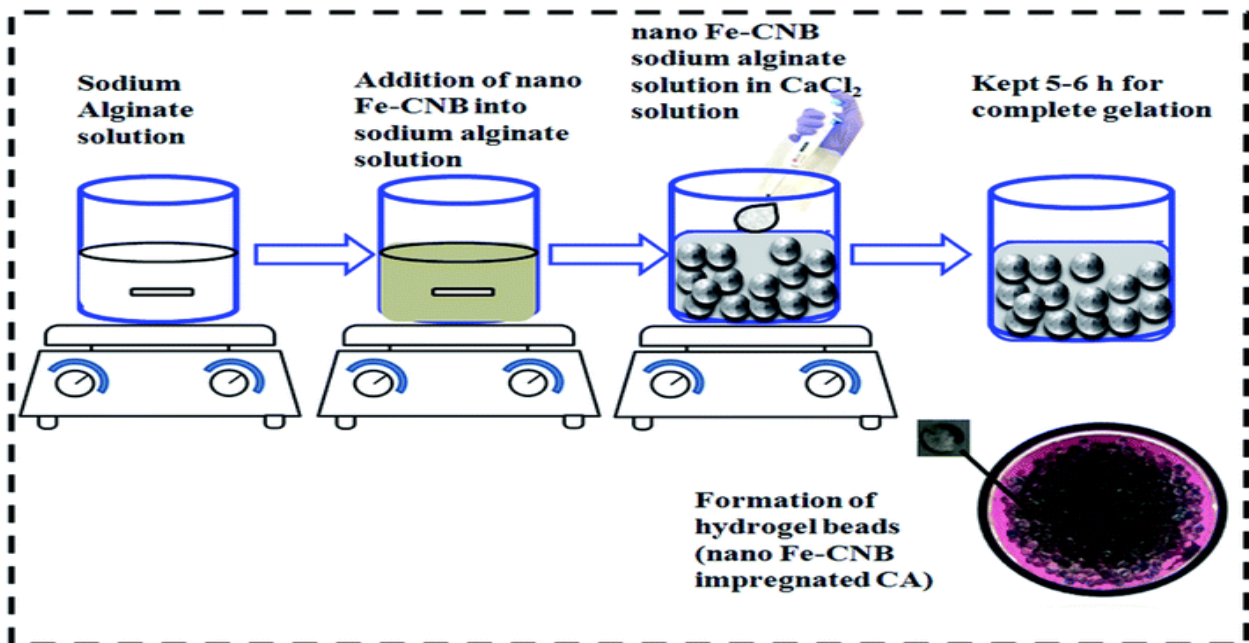 Sodium
Alginate
solution
Addition of nano
Fe-CNB into
sodium alginate
solution
nano Fe-CNB
sodium alginate
solution in CaCl₂
solution
Kept 5-6 h for
complete gelation
Formation of
hydrogel beads
(nano Fe-CNB
impregnated CA)